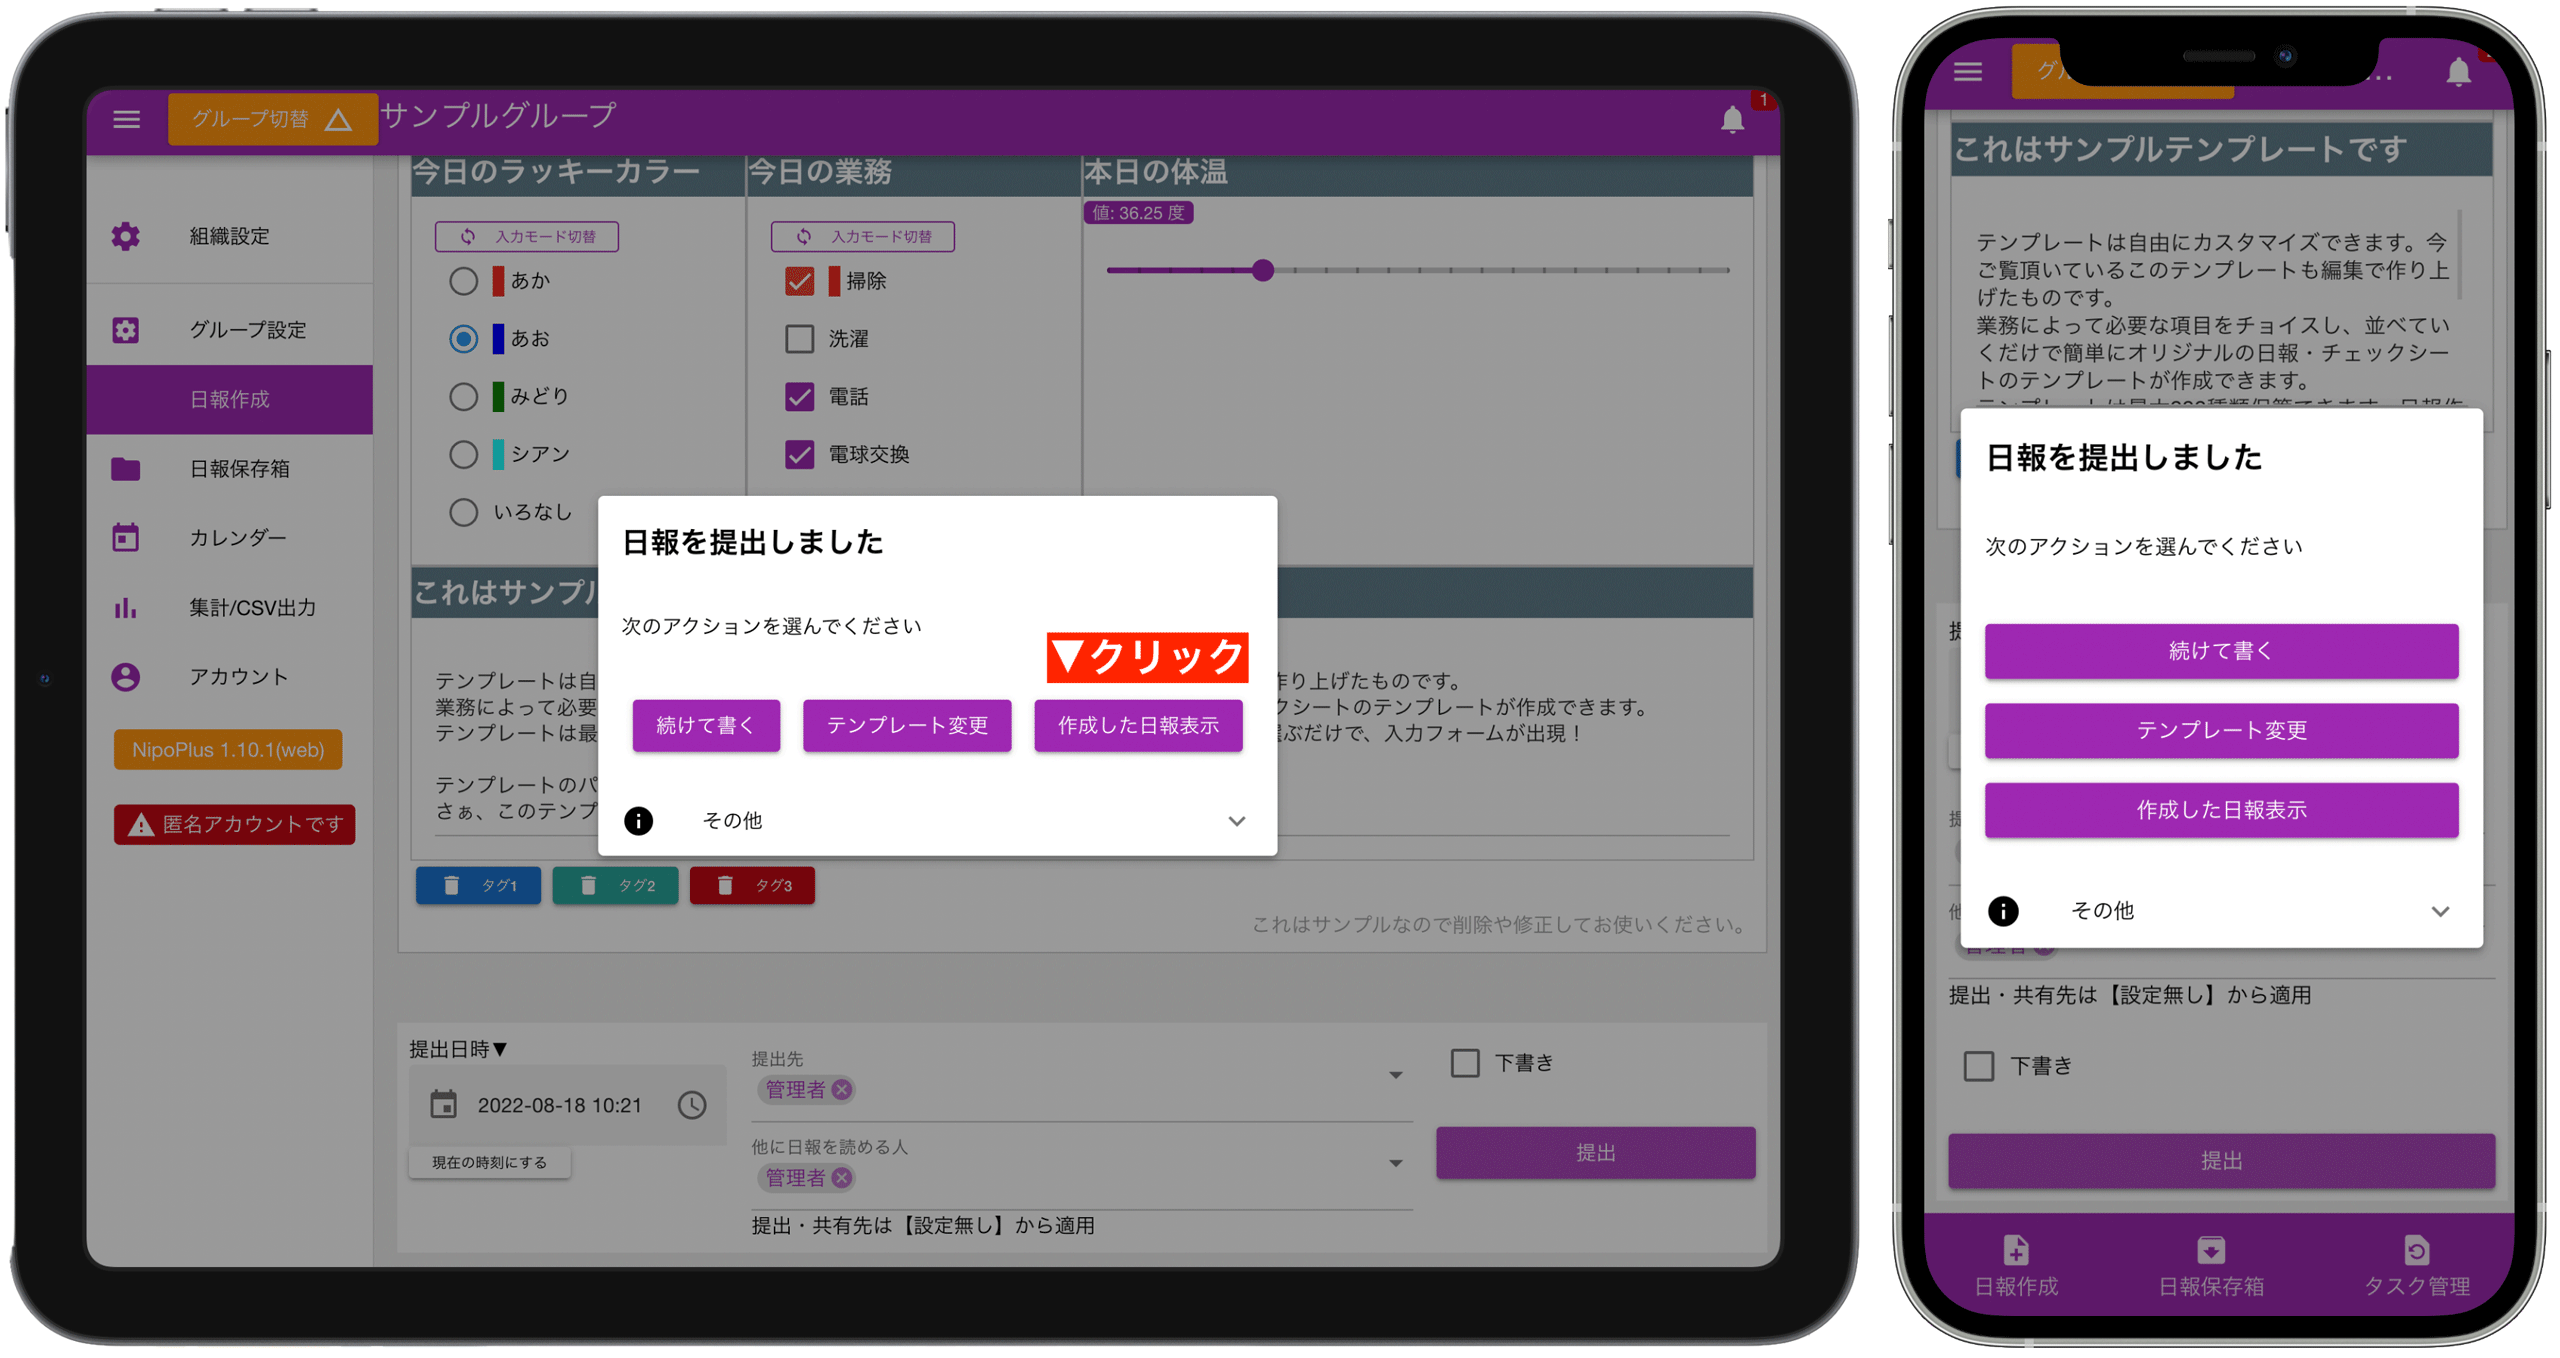 グループ切替
サンプルグループ
1
組織設定
グループ設定
日報作成
日報保存箱
カレンダー
集計/CSV出力
アカウント
NipoPlus 1.10.1(web)
匿名アカウントです
今日のラッキーカラー
入力モード切替
あか
あお
みどり
シアン
いろなし
今日の業務
入力モード切替
掃除
洗濯
電話
電球交換
本日の体温
値: 36.25 度
これはサンプル
テンプレートは自
作り上げたものです。
業務によって必要
クシートのテンプレートが作成できます。
テンプレートは最
選ぶだけで、入力フォームが出現！
テンプレートのパ
さぁ、このテンプ
日報を提出しました
次のアクションを選んでください
▼クリック
続けて書く
テンプレート変更
作成した日報表示
その他
タグ1
タグ2
タグ3
これはサンプルなので削除や修正してお使いください。
提出日時▼
2022-08-18 10:21
現在の時刻にする
提出先
管理者
他に日報を読める人
管理者
提出・共有先は【設定無し】から適用
下書き
提出
グル
..
これはサンプルテンプレートです
テンプレートは自由にカスタマイズできます。今
ご覧頂いているこのテンプレートも編集で作り上
げたものです。
業務によって必要な項目をチョイスし、並べてい
くだけで簡単にオリジナルの日報・チェックシー
トのテンプレートが作成できます。
日報を提出しました
次のアクションを選んでください
続けて書く
テンプレート変更
作成した日報表示
その他
提
提
他
管理者
提出・共有先は【設定無し】から適用
下書き
提出
日報作成
日報保存箱
タスク管理